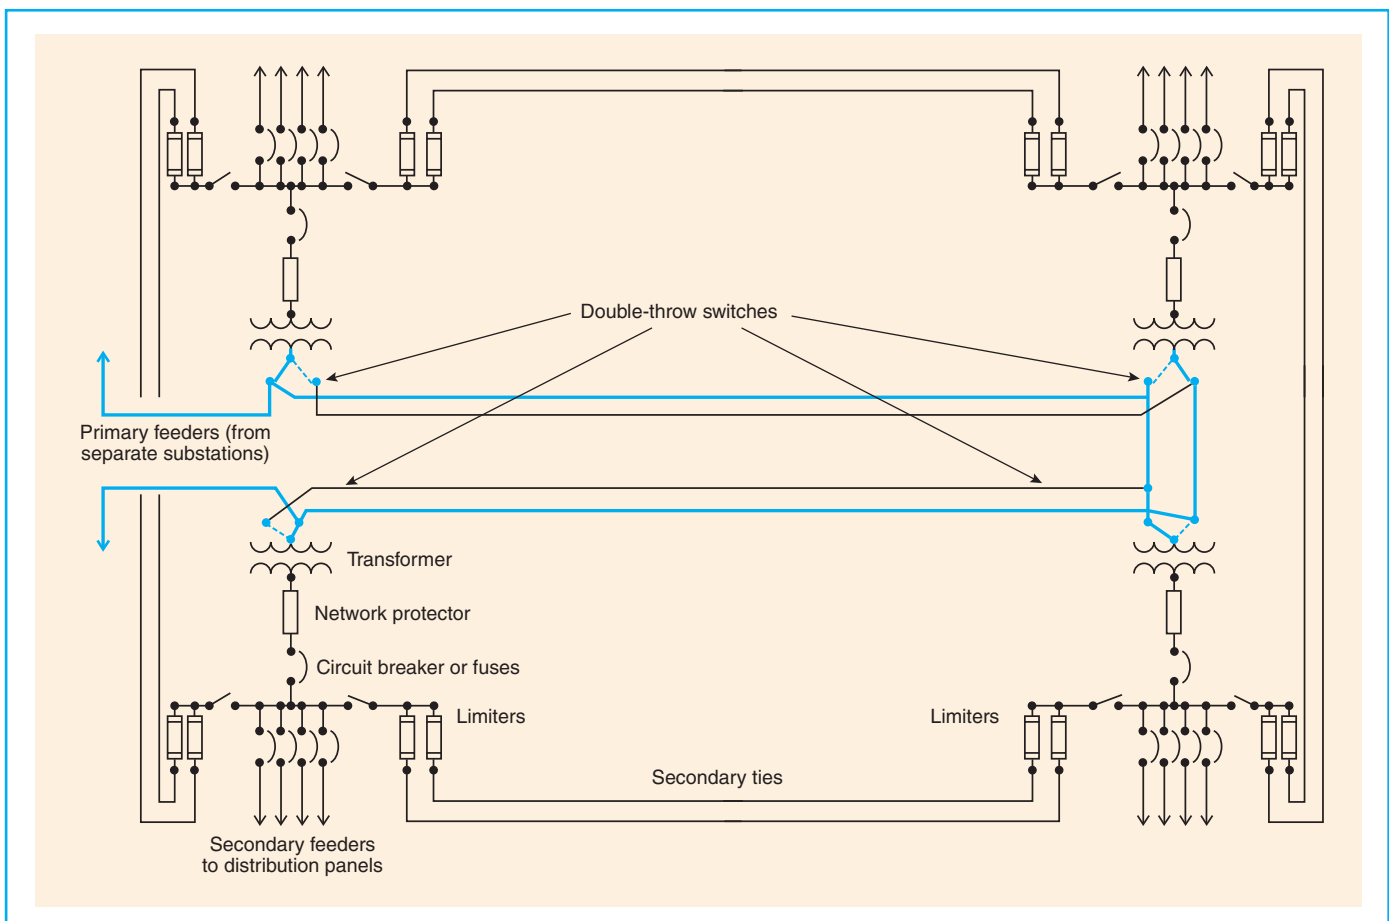 Double-throw switches
Primary feeders (from
separate substations)
Transformer
Network protector
Circuit breaker or fuses
Limiters
Limiters
Secondary ties
Secondary feeders
to distribution panels